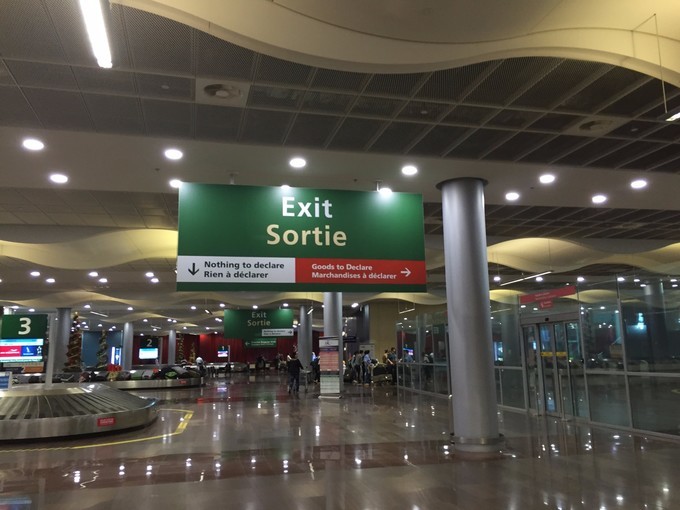 Exit
Sortie
Nothing to declare
Rien à déclarer
Goods to Declare
Marchandises à déclarer
3
Exit
Sortie
2